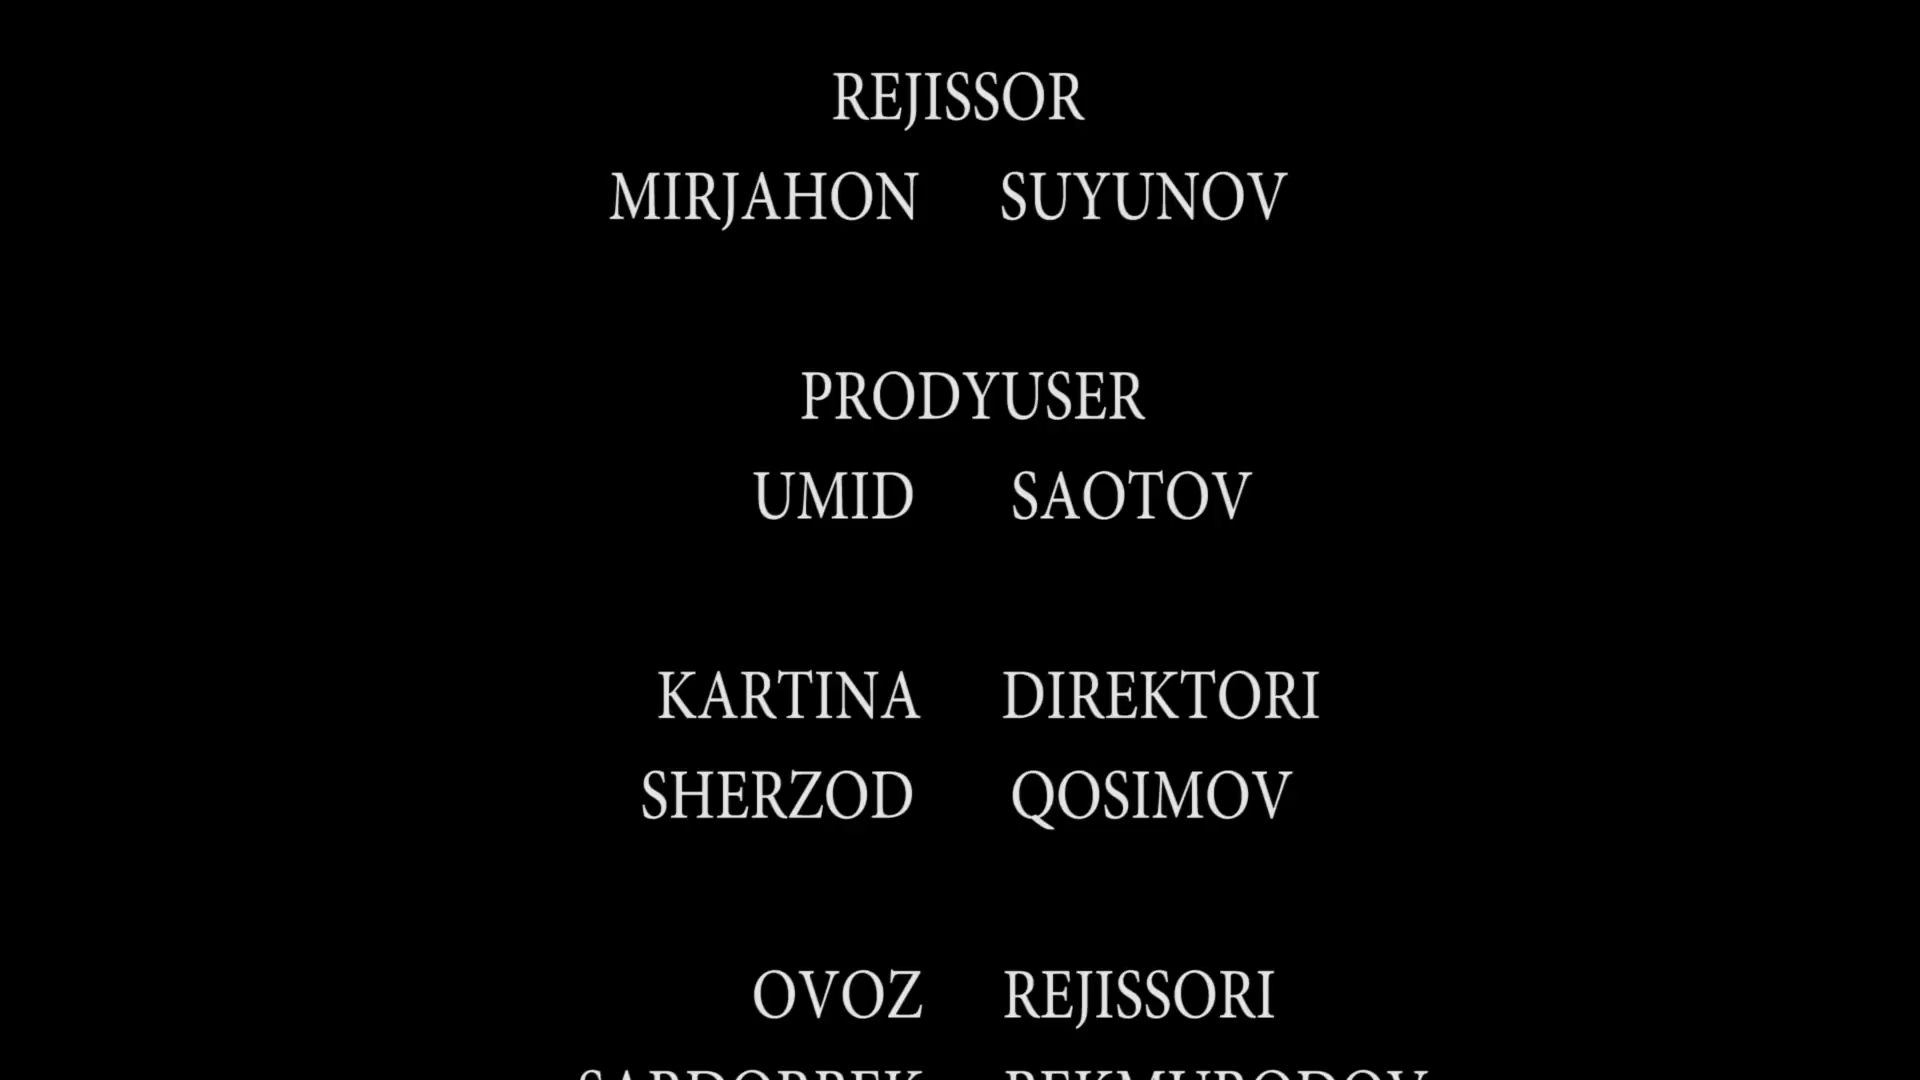 REJISSOR
MIRJAHON SUYUNOV
PRODYUSER
UMID SAOTOV
KARTINA DIREKTORI
SHERZOD QOSIMOV
OVOZ REJISSORI